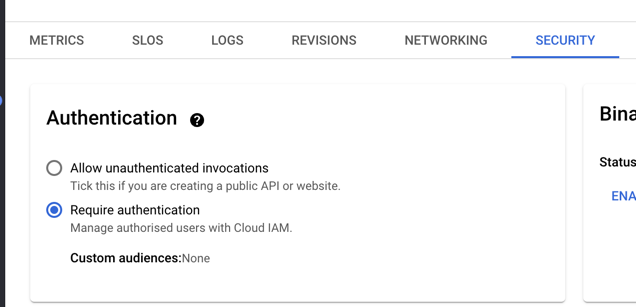 METRICS SLOS LOGS REVISIONS NETWORKING SECURITY
Authentication ?
Allow unauthenticated invocations
Tick this if you are creating a public API or website.
Require authentication
Manage authorised users with Cloud IAM.
Custom audiences:None
Bina
Status
ENA